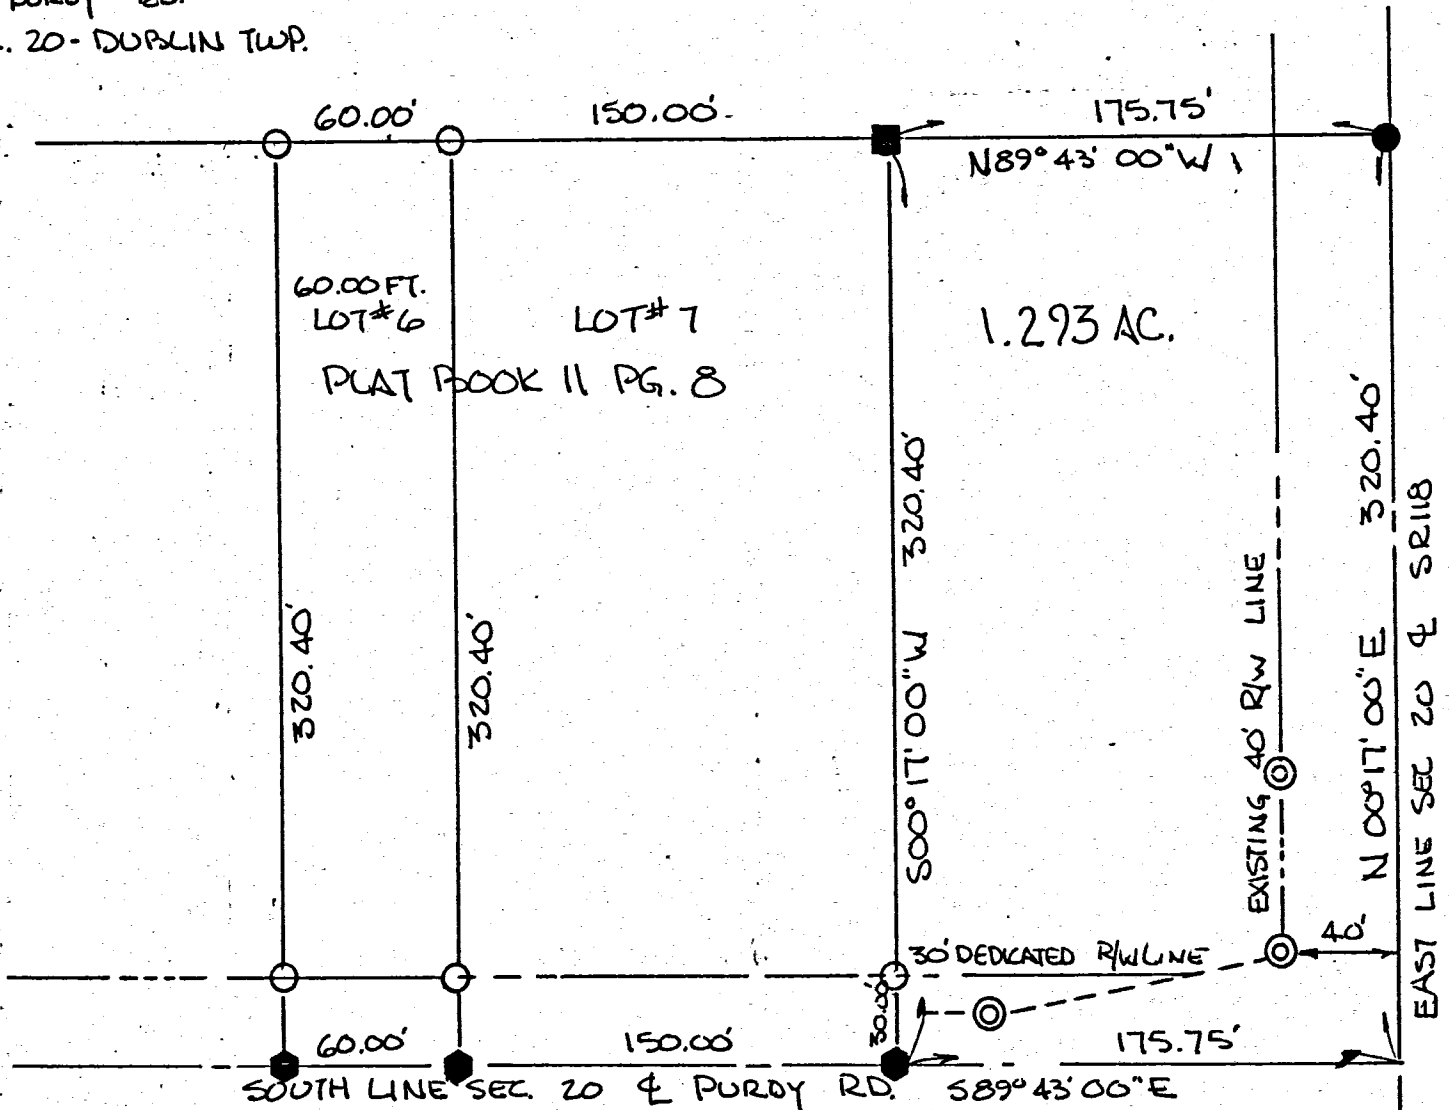 PURDY RD.
. 20 - DUBLIN TWP.
60.00'
150.00'
175.75'
N89° 43' 00" W
60.00 FT.
LOT #6
LOT # 7
PLAT BOOK 11 PG. 8
1.293 AC.
320.40'
320.40'
S00° 17' 00" W 320.40'
EXISTING 40' R/W LINE
N 00° 17' 00" E 320.40'
EAST LINE SEC 20 ℄ SR118
30' DEDICATED R/W LINE
40'
30.00'
60.00'
150.00'
175.75'
SOUTH LINE SEC. 20 ℄ PURDY RD. S89° 43' 00" E